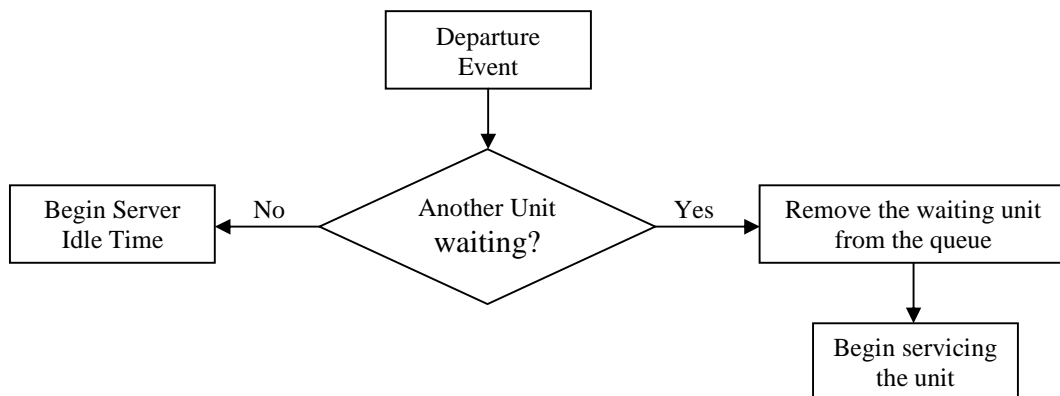 Departure
Event
Begin Server
Idle Time
No
Another Unit
waiting?
Yes
Remove the waiting unit
from the queue
Begin servicing
the unit